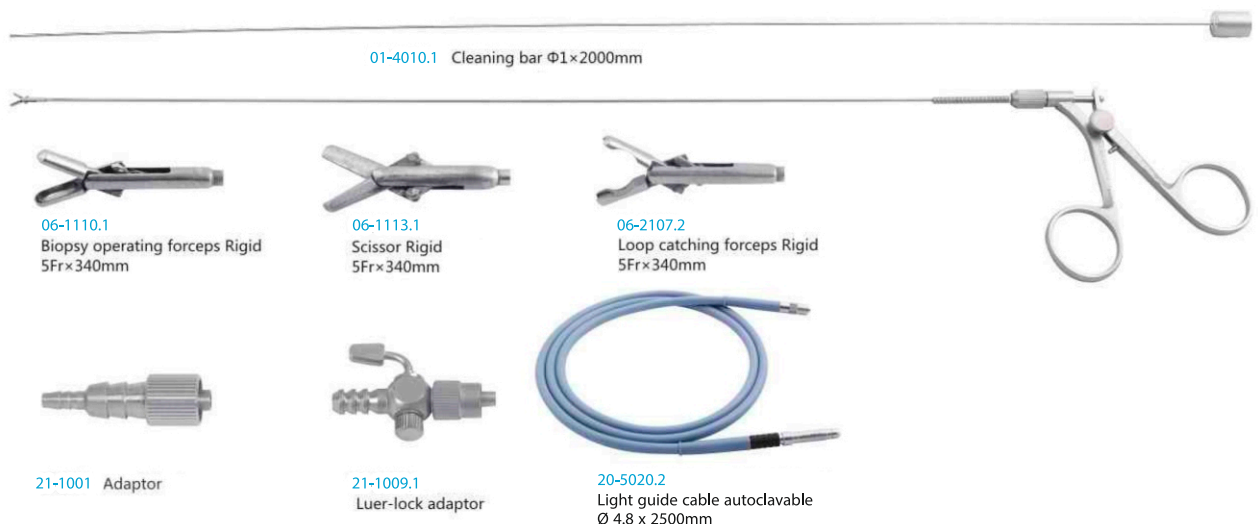 01-4010.1 Cleaning bar Φ1×2000mm
06-1110.1
Biopsy operating forceps Rigid
5Fr×340mm
06-1113.1
Scissor Rigid
5Fr×340mm
06-2107.2
Loop catching forceps Rigid
5Fr×340mm
21-1001 Adaptor
21-1009.1
Luer-lock adaptor
20-5020.2
Light guide cable autoclavable
Ø 4.8 x 2500mm